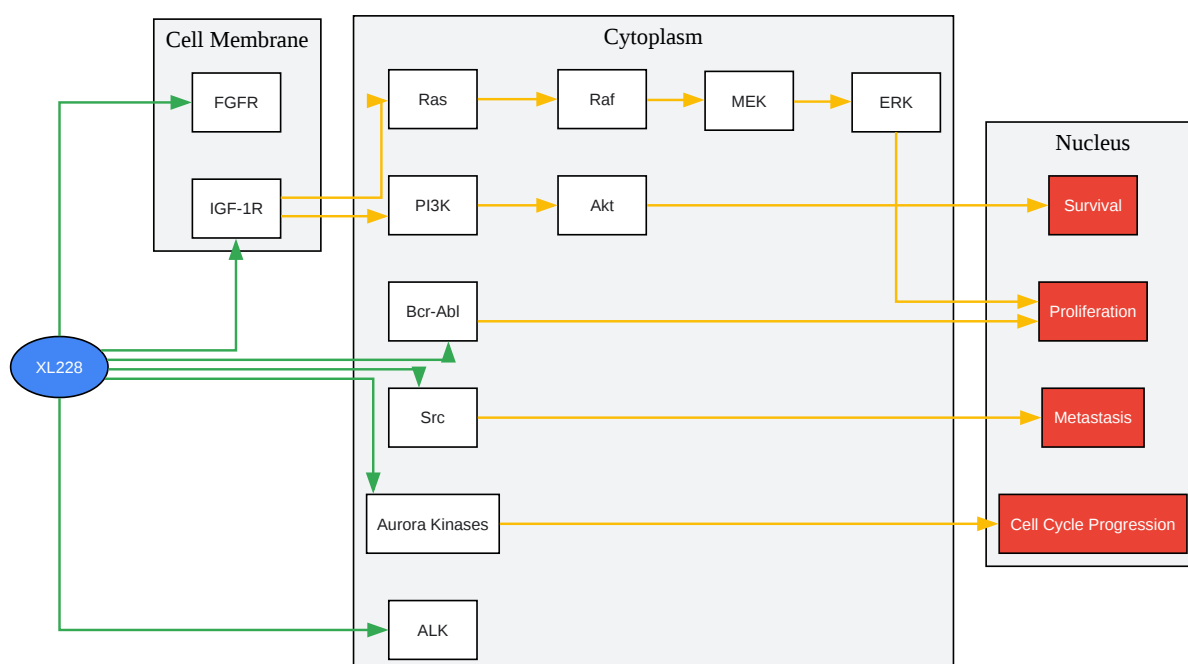 Cell Membrane
Cytoplasm
FGFR
Ras
Raf
MEK
ERK
Nucleus
IGF-1R
PI3K
Akt
Survival
Bcr-Abl
Proliferation
XL228
Src
Metastasis
Aurora Kinases
Cell Cycle Progression
ALK